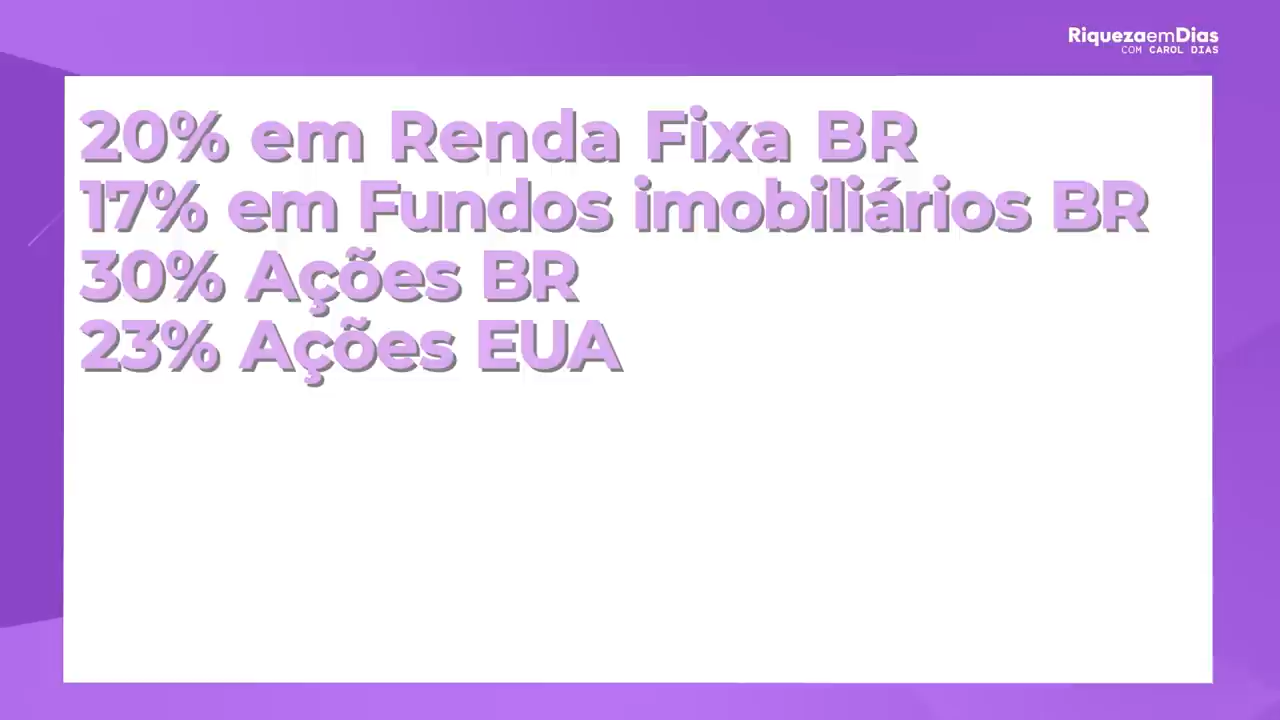 RiquezaemDias
COM CAROL DIAS
20% em Renda Fixa BR
17% em Fundos imobiliários BR
30% Ações BR
23% Ações EUA